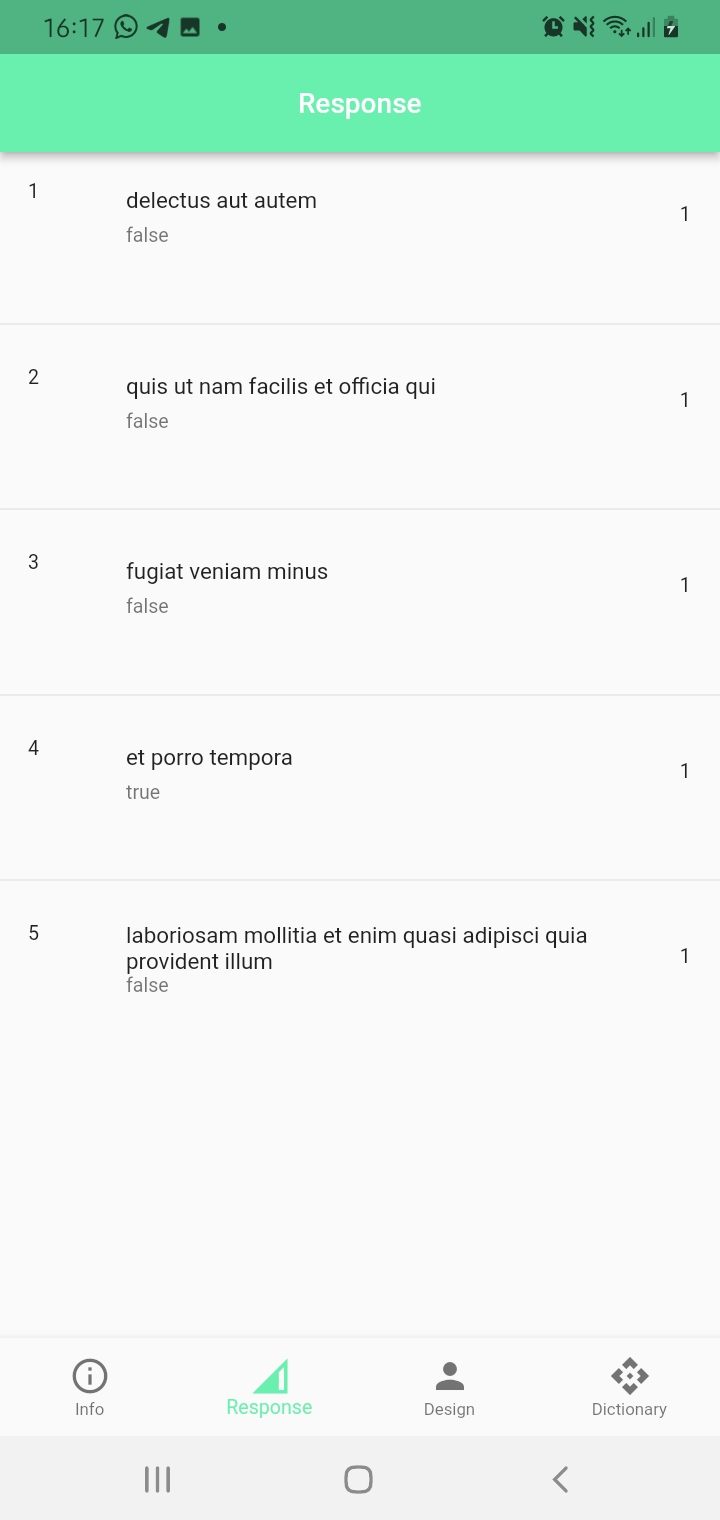 16:17
Response
1
delectus aut autem
false
1
2
quis ut nam facilis et officia qui
false
1
3
fugiat veniam minus
false
1
4
et porro tempora
true
1
5
laboriosam mollitia et enim quasi adipisci quia
provident illum
false
1
Info
Response
Design
Dictionary